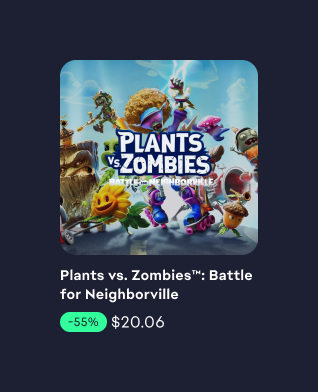 PLANTS
VS. ZOMBIES
BATTLE FOR NEIGHBORVILLE
Plants vs. Zombies™: Battle
for Neighborville
-55% $20.06